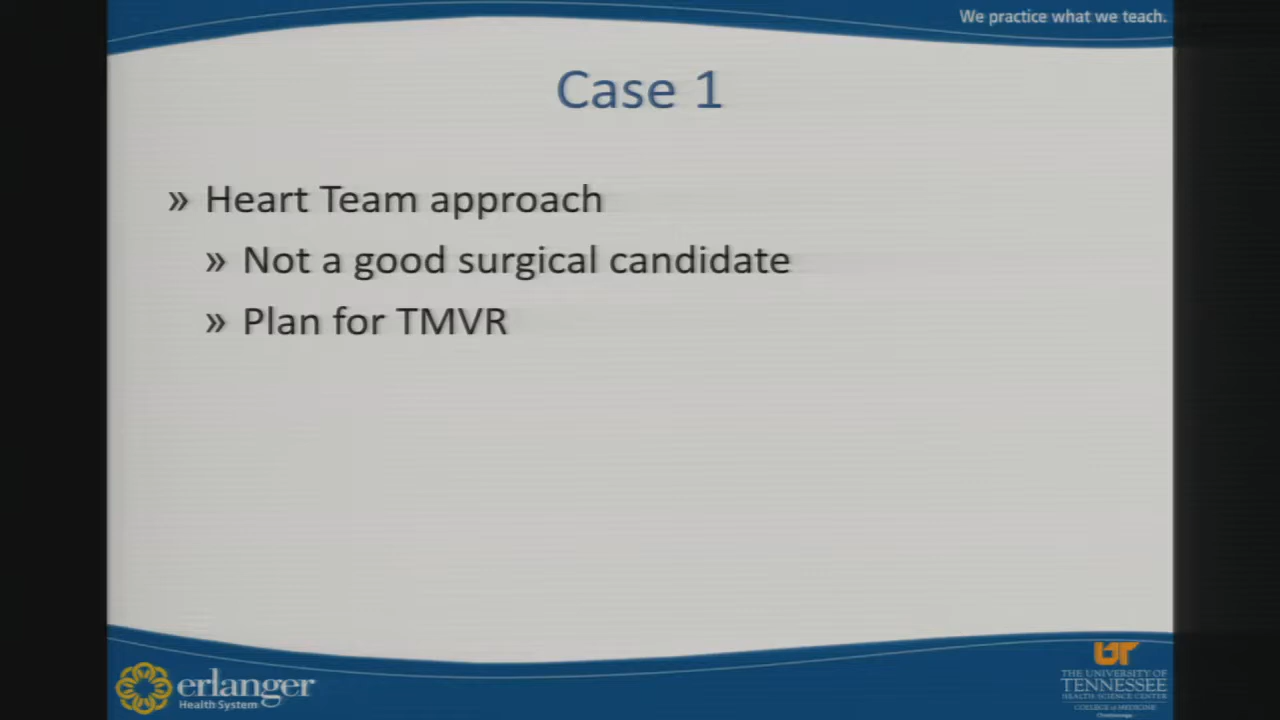 We practice what we teach.
Case 1
» Heart Team approach
» Not a good surgical candidate
» Plan for TMVR
erlanger
Health System
UT
THE UNIVERSITY OF
TENNESSEE
HEALTH SCIENCE CENTER
COLLEGE OF MEDICINE
Chattanooga